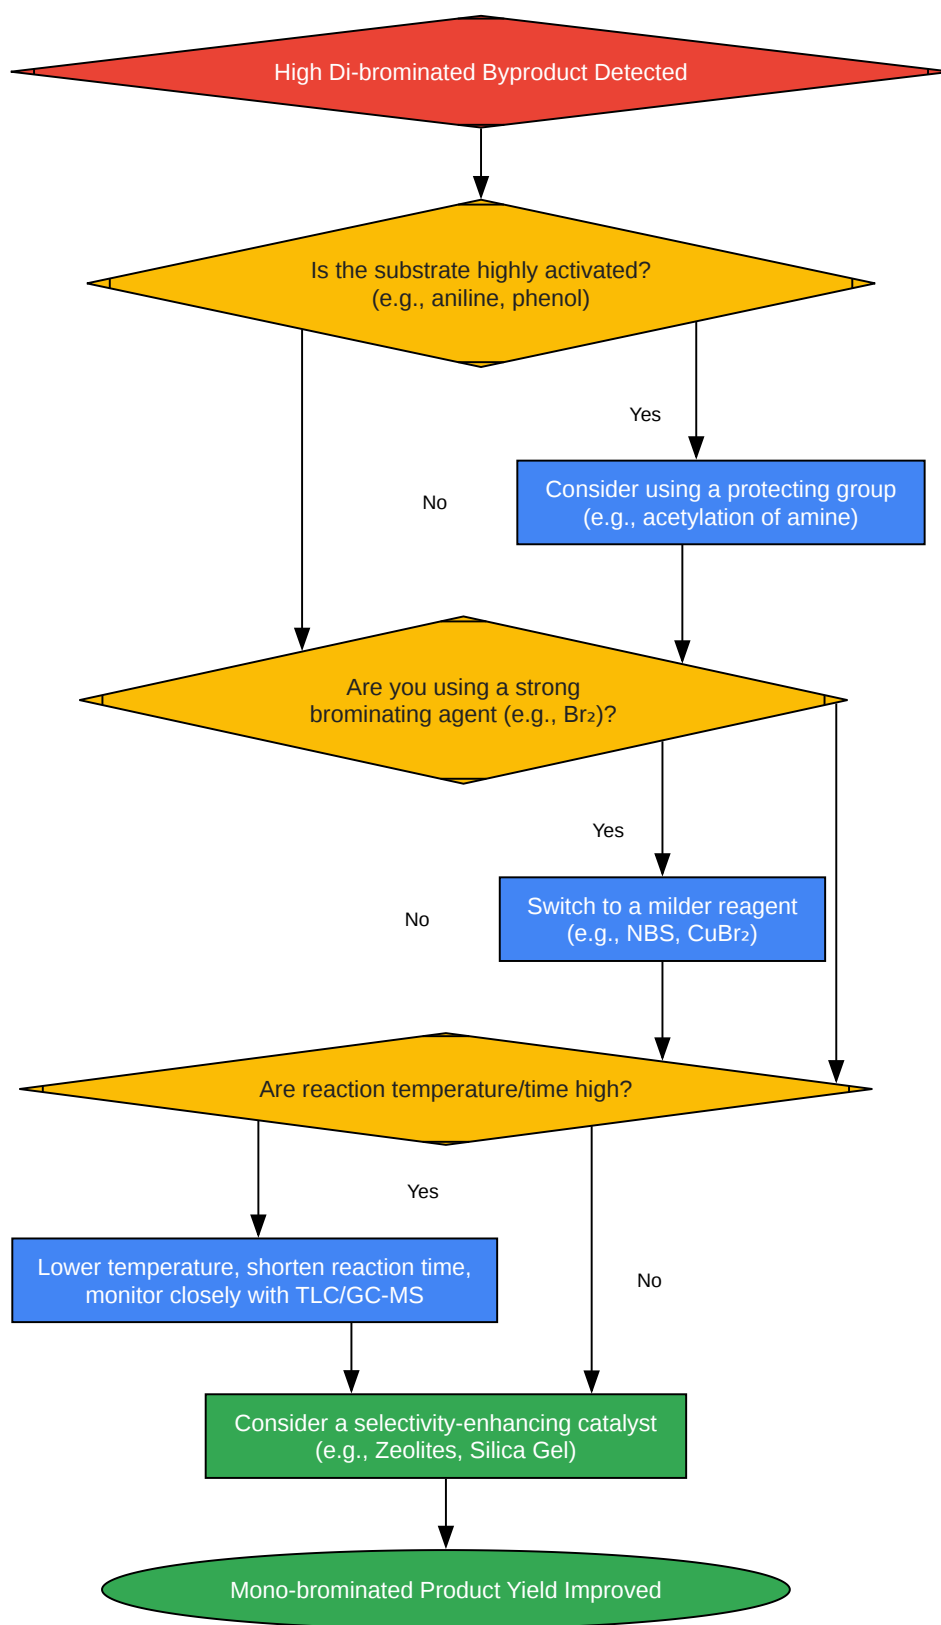 High Di-brominated Byproduct Detected
Is the substrate highly activated?
(e.g., aniline, phenol)
Yes
Consider using a protecting group
(e.g., acetylation of amine)
No
Are you using a strong
brominating agent (e.g., Br₂)?
Yes
Switch to a milder reagent
(e.g., NBS, CuBr₂)
No
Are reaction temperature/time high?
Yes
Lower temperature, shorten reaction time,
monitor closely with TLC/GC-MS
No
Consider a selectivity-enhancing catalyst
(e.g., Zeolites, Silica Gel)
Mono-brominated Product Yield Improved